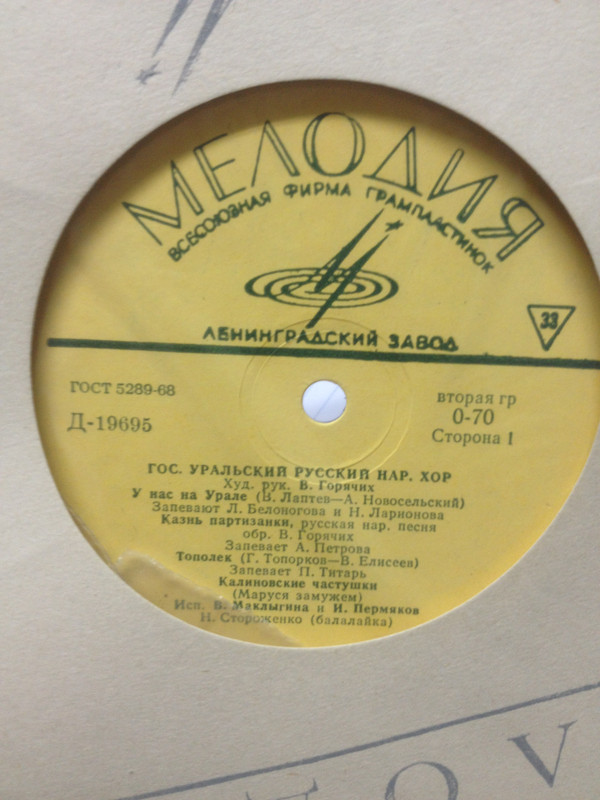 МЕЛОДИЯ
ВСЕСОЮЗНАЯ ФИРМА ГРАМПЛАСТИНОК
33
ЛЕНИНГРАДСКИЙ ЗАВОД
ГОСТ 5289-68
Д-19695
вторая гр
0-70
Сторона 1
ГОС. УРАЛЬСКИЙ РУССКИЙ НАР. ХОР
Худ. рук. В. Горячих
У нас на Урале (В. Лаптев—А. Новосельский)
Запевают Л. Белоногова и Н. Ларионова
Казнь партизанки, русская нар. песня
обр. В. Горячих
Запевает А. Петрова
Тополек (Г. Топорков—В. Елисеев)
Запевает П. Титарь
Калиновские частушки
(Маруся замужем)
Исп. В. Маклыгина и И. Пермяков
Н. Стороженко (балалайка)